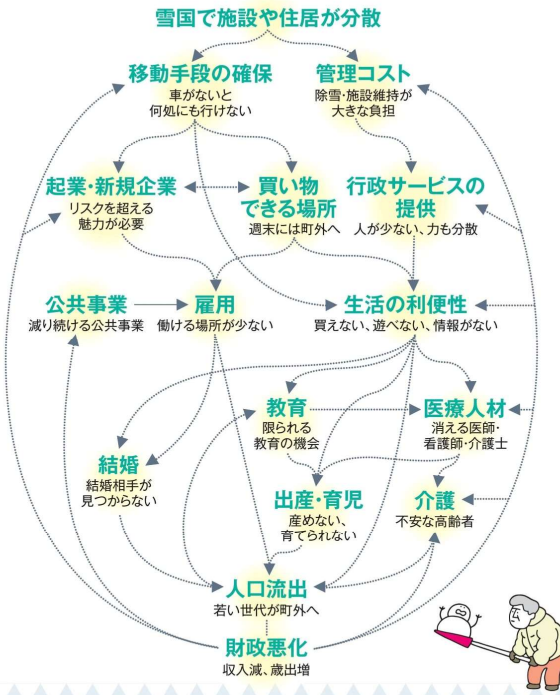 雪国で施設や住居が分散
移動手段の確保
車がないと
何処にも行けない
管理コスト
除雪・施設維持が
大きな負担
起業・新規企業
リスクを超える
魅力が必要
買い物
できる場所
週末には町外へ
行政サービスの
提供
人が少ない、力も分散
公共事業
減り続ける公共事業
雇用
働ける場所が少ない
生活の利便性
買えない、遊べない、情報がない
教育
限られる
教育の機会
医療人材
消える医師・
看護師・介護士
結婚
結婚相手が
見つからない
出産・育児
産めない、
育てられない
介護
不安な高齢者
人口流出
若い世代が町外へ
財政悪化
収入減、歳出増